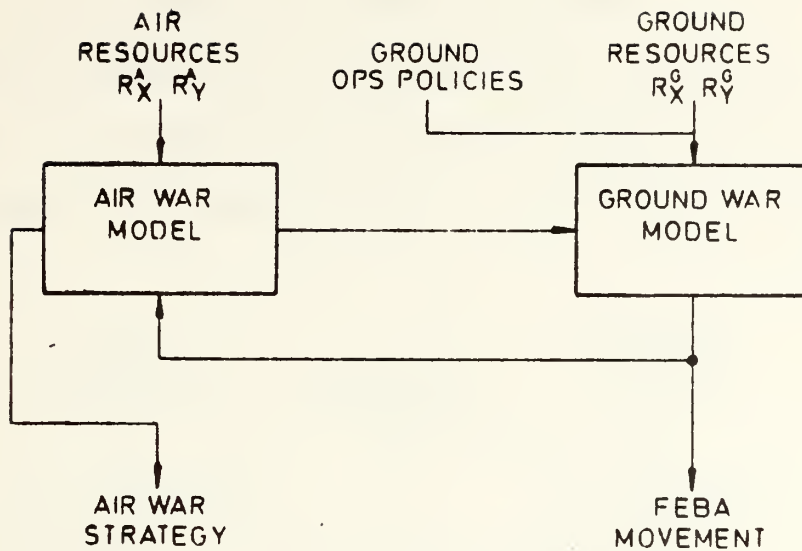 AIR
RESOURCES
R^A_X R^A_Y
GROUND
OPS POLICIES
GROUND
RESOURCES
R^G_X R^G_Y
AIR WAR
MODEL
GROUND WAR
MODEL
AIR WAR
STRATEGY
FEBA
MOVEMENT